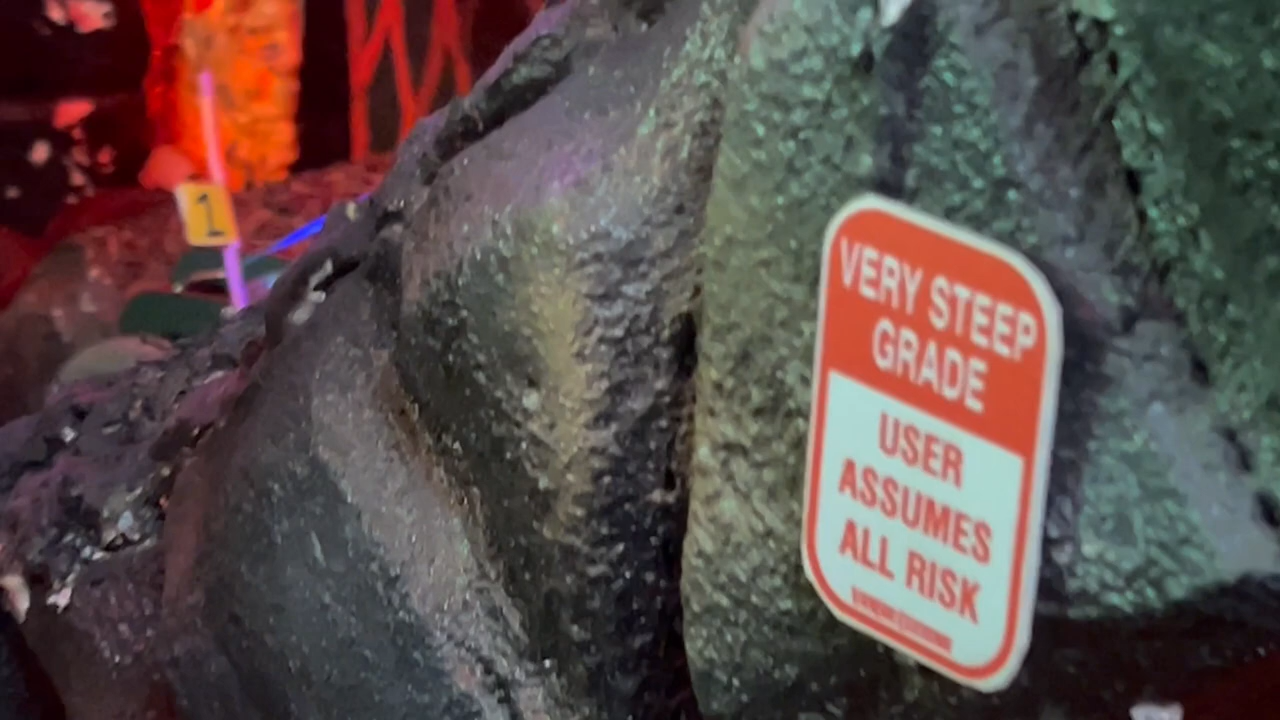 1
VERY STEEP
GRADE
USER
ASSUMES
ALL RISK